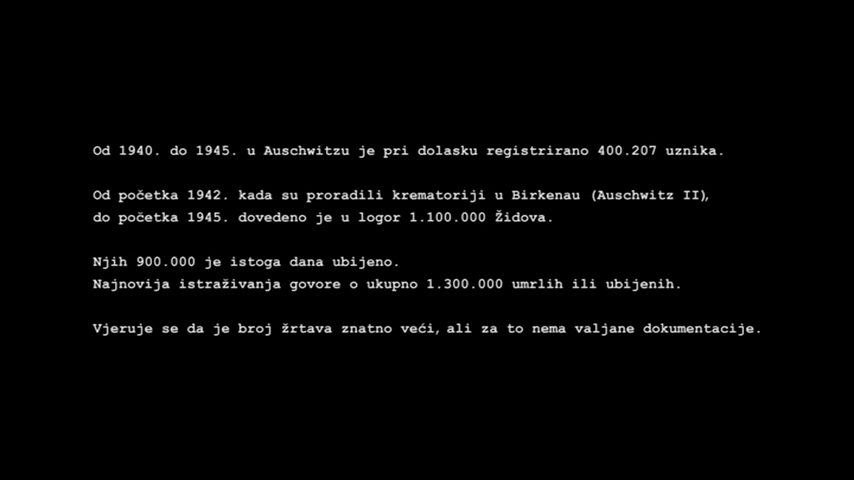 Od 1940. do 1945. u Auschwitzu je pri dolasku registrirano 400.207 uznika.
Od početka 1942. kada su proradili krematoriji u Birkenau (Auschwitz II),
do početka 1945. dovedeno je u logor 1.100.000 Židova.
Njih 900.000 je istoga dana ubijeno.
Najnovija istraživanja govore o ukupno 1.300.000 umrlih ili ubijenih.
Vjeruje se da je broj žrtava znatno veći, ali za to nema valjane dokumentacije.